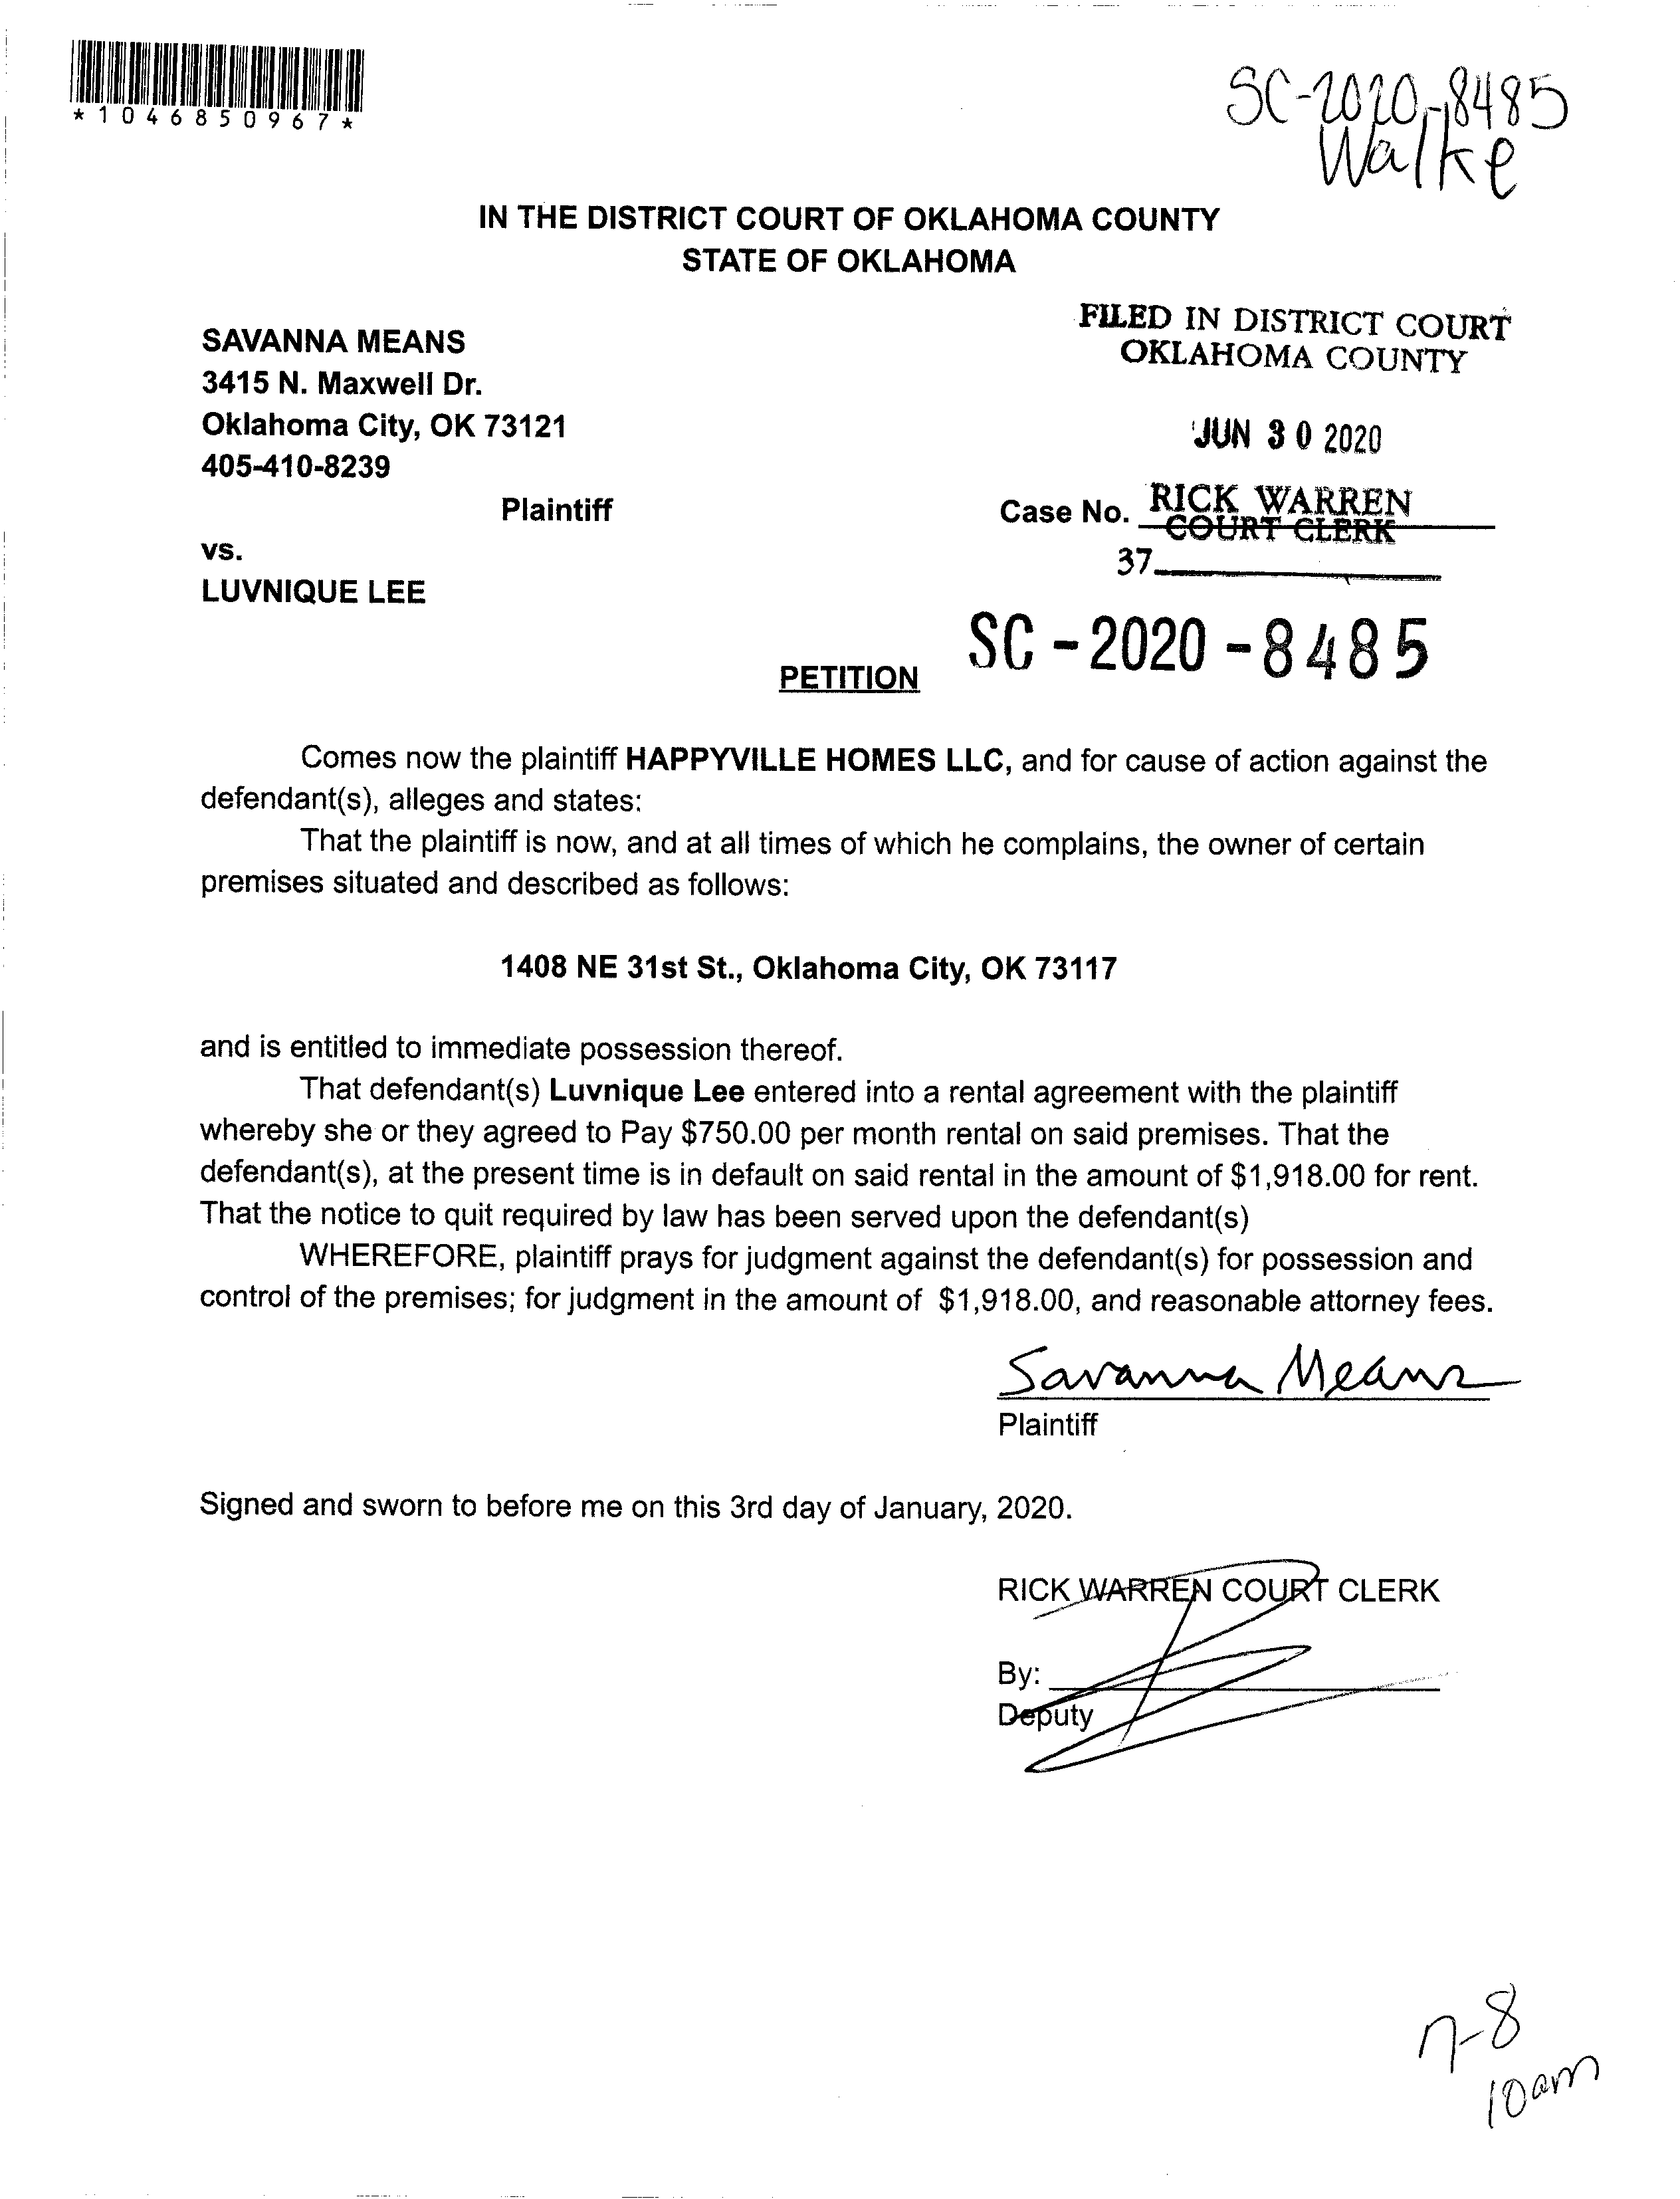 *1046850967*
SC-2020-8485
Walke
IN THE DISTRICT COURT OF OKLAHOMA COUNTY
STATE OF OKLAHOMA
FILED IN DISTRICT COURT
OKLAHOMA COUNTY
JUN 30 2020
RICK WARREN
COURT CLERK
37
SAVANNA MEANS
3415 N. Maxwell Dr.
Oklahoma City, OK 73121
405-410-8239
Plaintiff
Case No.
vs.
LUVNIQUE LEE
SC - 2020 - 8485
PETITION
Comes now the plaintiff HAPPYVILLE HOMES LLC, and for cause of action against the
defendant(s), alleges and states:
That the plaintiff is now, and at all times of which he complains, the owner of certain
premises situated and described as follows:
1408 NE 31st St., Oklahoma City, OK 73117
and is entitled to immediate possession thereof.
That defendant(s) Luvnique Lee entered into a rental agreement with the plaintiff
whereby she or they agreed to Pay $750.00 per month rental on said premises. That the
defendant(s), at the present time is in default on said rental in the amount of $1,918.00 for rent.
That the notice to quit required by law has been served upon the defendant(s)
WHEREFORE, plaintiff prays for judgment against the defendant(s) for possession and
control of the premises; for judgment in the amount of $1,918.00, and reasonable attorney fees.
Savanna Means
Plaintiff
Signed and sworn to before me on this 3rd day of January, 2020.
RICK WARREN COURT CLERK
By:
Deputy
7-8
10am